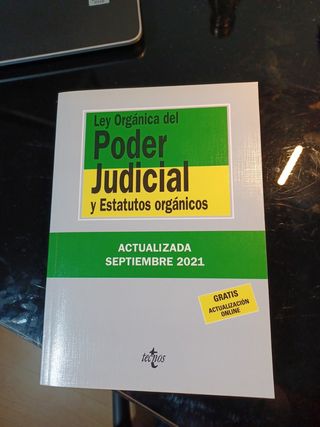 Ley Orgánica del
Poder
Judicial
y Estatutos orgánicos
ACTUALIZADA
SEPTIEMBRE 2021
GRATIS
ACTUALIZACIÓN
ONLINE
tecnos